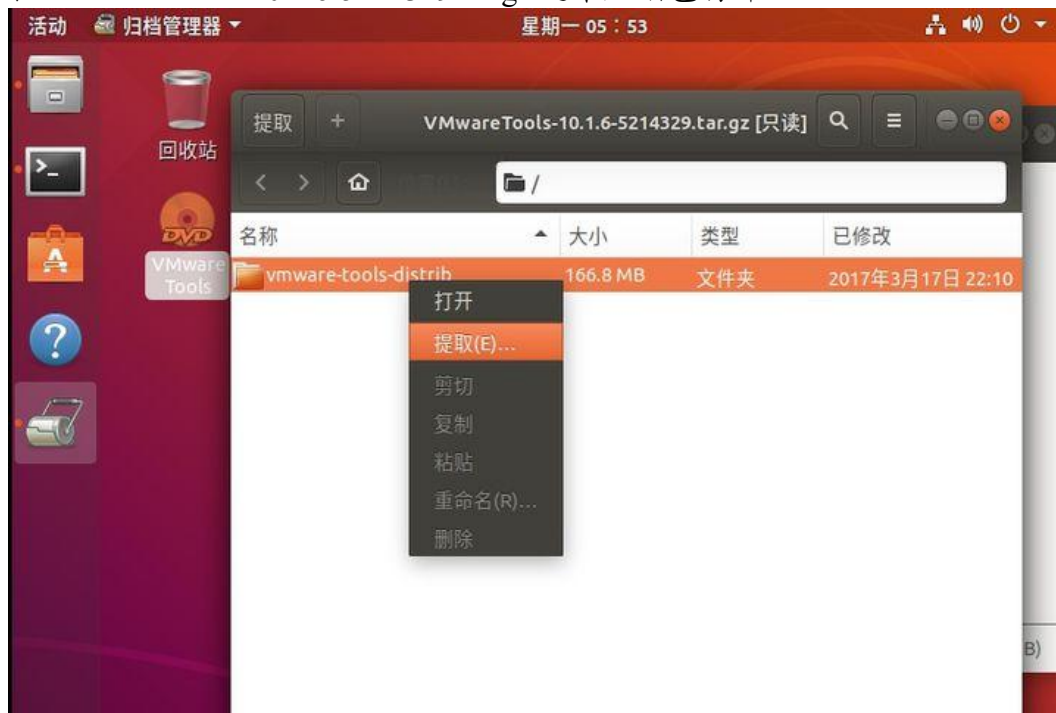 活动 归档管理器 星期一 05：53
提取 + VMwareTools-10.1.6-5214329.tar.gz [只读]
回收站
/
名称 大小 类型 已修改
VMware Tools
vmware-tools-distrib 166.8 MB 文件夹 2017年3月17日 22:10
打开
提取(E)...
剪切
复制
粘贴
重命名(R)...
删除
B)